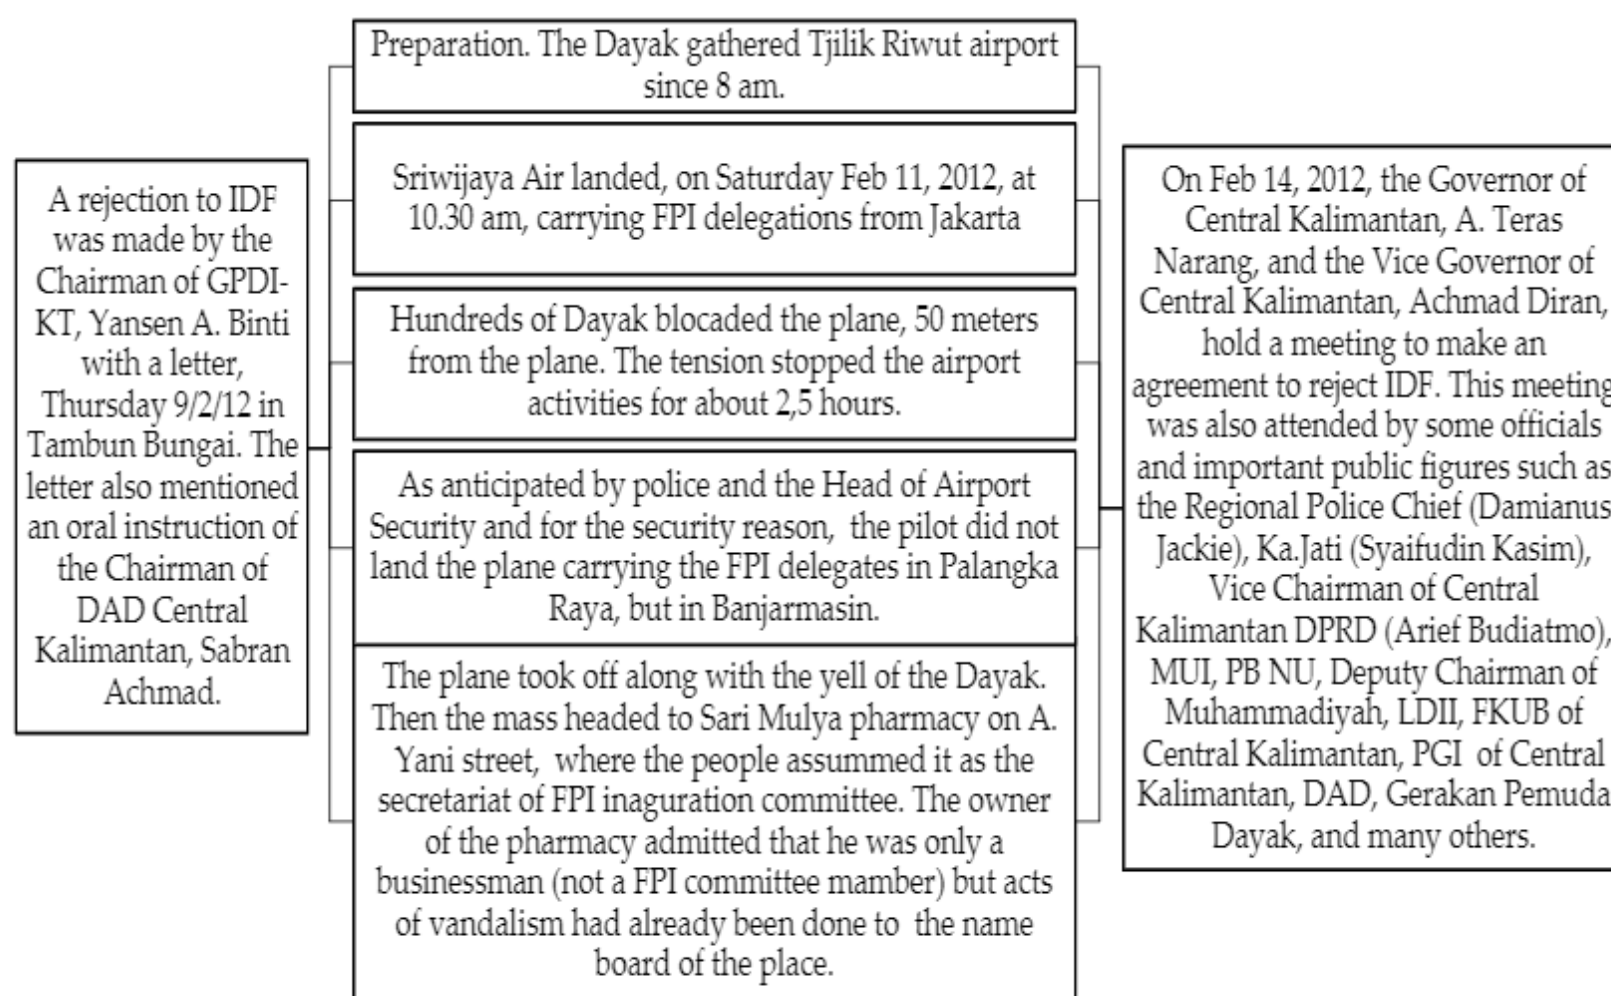 A rejection to IDF
was made by the
Chairman of GPDI-
KT, Yansen A. Binti
with a letter,
Thursday 9/2/12 in
Tambun Bungai. The
letter also mentioned
an oral instruction of
the Chairman of
DAD Central
Kalimantan, Sabran
Achmad.
Preparation. The Dayak gathered Tjilik Riwut airport
since 8 am.
Sriwijaya Air landed, on Saturday Feb 11, 2012, at
10.30 am, carrying FPI delegations from Jakarta
Hundreds of Dayak blocaded the plane, 50 meters
from the plane. The tension stopped the airport
activities for about 2,5 hours.
As anticipated by police and the Head of Airport
Security and for the security reason, the pilot did not
land the plane carrying the FPI delegates in Palangka
Raya, but in Banjarmasin.
The plane took off along with the yell of the Dayak.
Then the mass headed to Sari Mulya pharmacy on A.
Yani street, where the people assummed it as the
secretariat of FPI inaguration committee. The owner
of the pharmacy admitted that he was only a
businessman (not a FPI committee mamber) but acts
of vandalism had already been done to the name
board of the place.
On Feb 14, 2012, the Governor of
Central Kalimantan, A. Teras
Narang, and the Vice Governor of
Central Kalimantan, Achmad Diran,
hold a meeting to make an
agreement to reject IDF. This meeting
was also attended by some officials
and important public figures such as
the Regional Police Chief (Damianus
Jackie), Ka.Jati (Syaifudin Kasim),
Vice Chairman of Central
Kalimantan DPRD (Arief Budiatmo),
MUI, PB NU, Deputy Chairman of
Muhammadiyah, LDII, FKUB of
Central Kalimantan, PGI of Central
Kalimantan, DAD, Gerakan Pemuda
Dayak, and many others.